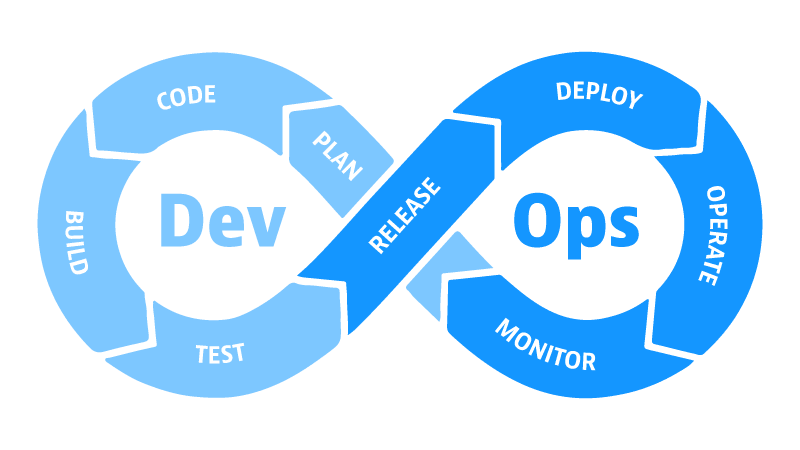 CODE
PLAN
BUILD
Dev
TEST
RELEASE
DEPLOY
Ops
OPERATE
MONITOR